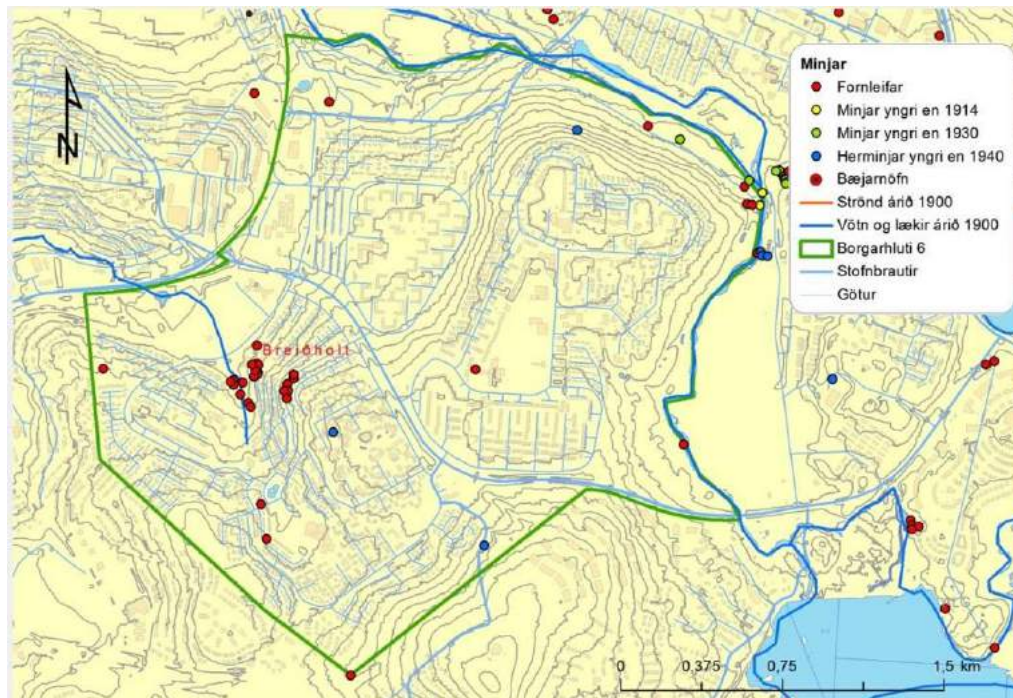 N
Breiðholt
Minjar
Fornleifar
Minjar yngri en 1914
Minjar yngri en 1930
Herminjar yngri en 1940
Bæjarnöfn
Strönd árið 1900
Vötn og lækir árið 1900
Borgarhluti 6
Stofnbrautir
Götur
0 0,375 0,75 1,5 km